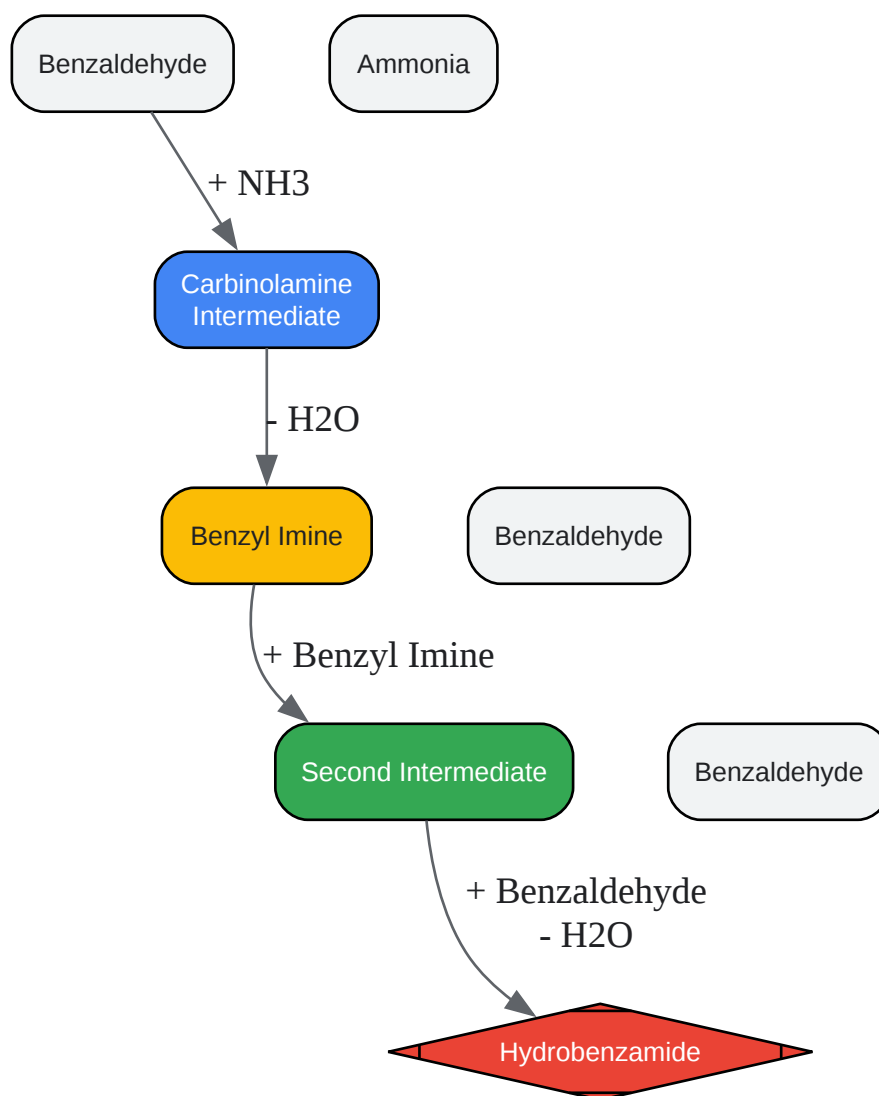 Benzaldehyde
Ammonia
+ NH3
Carbinolamine
Intermediate
- H2O
Benzyl Imine
Benzaldehyde
+ Benzyl Imine
Second Intermediate
Benzaldehyde
+ Benzaldehyde
- H2O
Hydrobenzamide